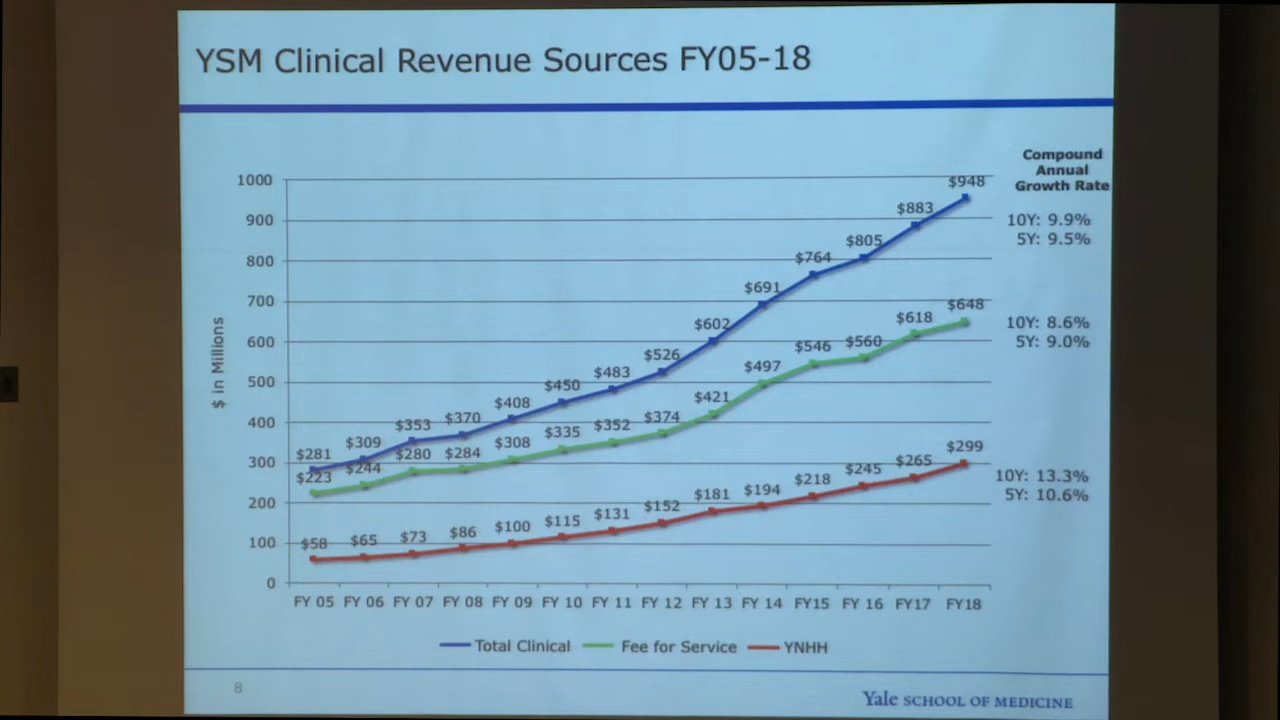 YSM Clinical Revenue Sources FY05-18
Compound
Annual
Growth Rate
10Y: 9.9%
5Y: 9.5%
10Y: 8.6%
5Y: 9.0%
10Y: 13.3%
5Y: 10.6%
$ in Millions
1000
900
800
700
600
500
400
300
200
100
0
$281 $309 $353 $370 $408 $450 $483 $526 $602 $691 $764 $805 $883 $948
$223 $244 $280 $284 $308 $335 $352 $374 $421 $497 $546 $560 $618 $648
$58 $65 $73 $86 $100 $115 $131 $152 $181 $194 $218 $245 $265 $299
FY 05 FY 06 FY 07 FY 08 FY 09 FY 10 FY 11 FY 12 FY 13 FY 14 FY15 FY 16 FY17 FY18
Total Clinical Fee for Service YNHH
8
Yale SCHOOL OF MEDICINE